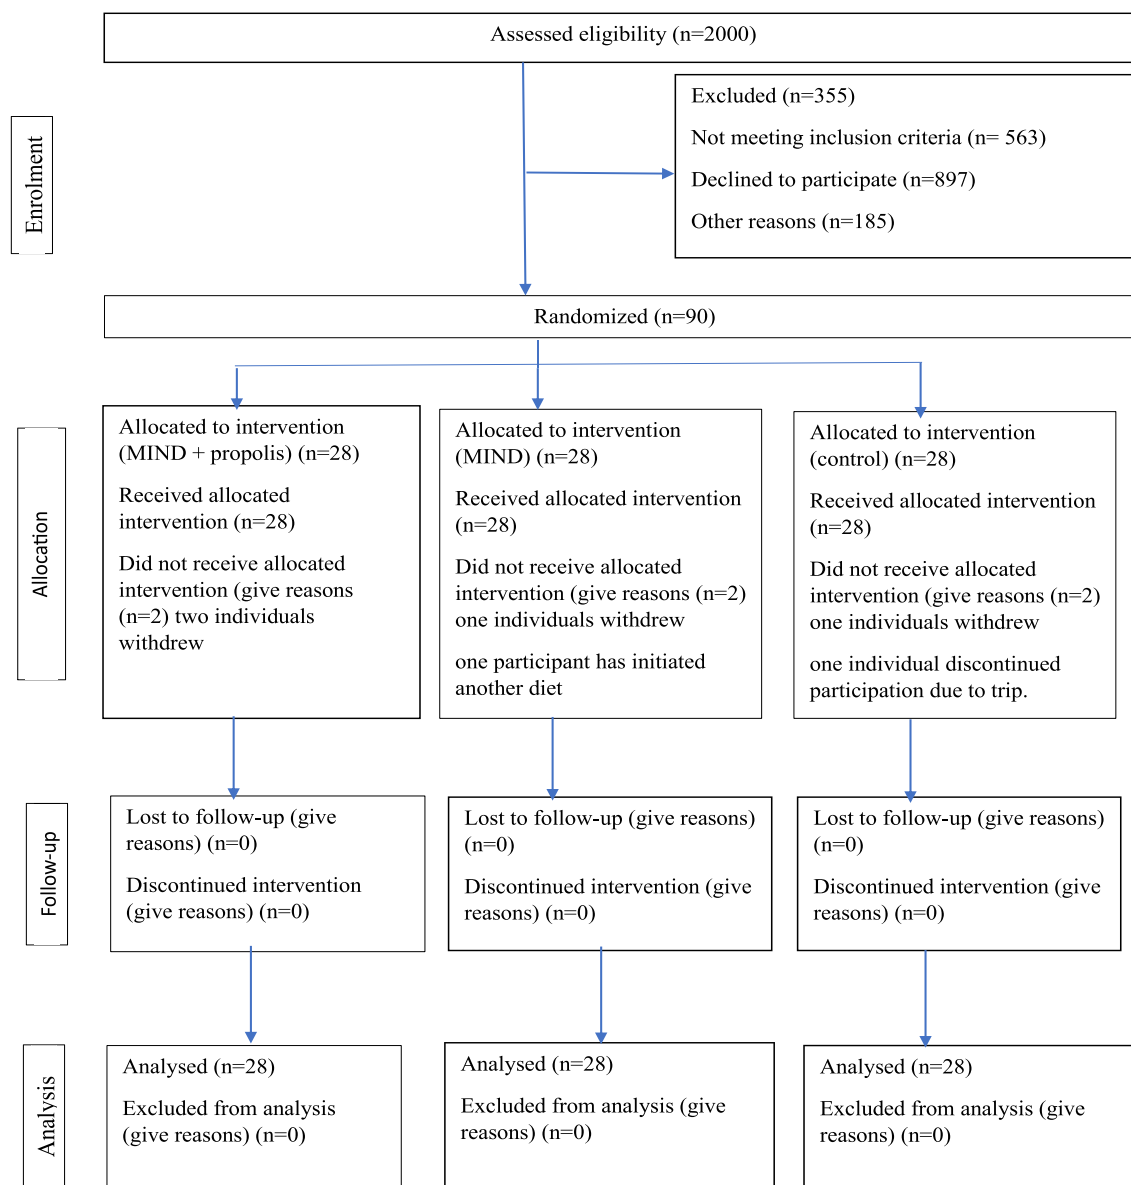 Assessed eligibility (n=2000)
Enrolment
Excluded (n=355)
Not meeting inclusion criteria (n= 563)
Declined to participate (n=897)
Other reasons (n=185)
Randomized (n=90)
Allocation
Allocated to intervention
(MIND + propolis) (n=28)
Received allocated
intervention (n=28)
Did not receive allocated
intervention (give reasons
(n=2) two individuals
withdrew
Allocated to intervention
(MIND) (n=28)
Received allocated intervention
(n=28)
Did not receive allocated
intervention (give reasons (n=2)
one individuals withdrew
one participant has initiated
another diet
Allocated to intervention
(control) (n=28)
Received allocated intervention
(n=28)
Did not receive allocated
intervention (give reasons (n=2)
one individuals withdrew
one individual discontinued
participation due to trip.
Follow-up
Lost to follow-up (give
reasons) (n=0)
Discontinued intervention
(give reasons) (n=0)
Lost to follow-up (give reasons)
(n=0)
Discontinued intervention (give
reasons) (n=0)
Lost to follow-up (give reasons)
(n=0)
Discontinued intervention (give
reasons) (n=0)
Analysis
Analysed (n=28)
Excluded from analysis
(give reasons) (n=0)
Analysed (n=28)
Excluded from analysis (give
reasons) (n=0)
Analysed (n=28)
Excluded from analysis (give
reasons) (n=0)